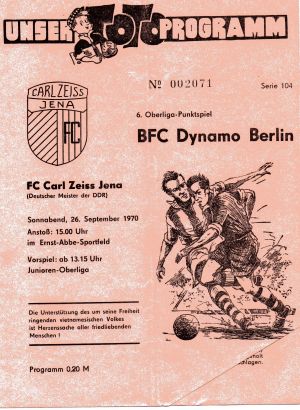 UNSER TOTO PROGRAMM
Nº 002071
Serie 104
CARL ZEISS
JENA
FC
6. Oberliga-Punktspiel
BFC Dynamo Berlin
FC Carl Zeiss Jena
(Deutscher Meister der DDR)
Sonnabend, 26. September 1970
Anstoß: 15.00 Uhr
im Ernst-Abbe-Sportfeld
Vorspiel: ab 13.15 Uhr
Junioren-Oberliga
Die Unterstützung des um seine Freiheit
ringenden vietnamesischen Volkes
ist Herzenssache aller friedliebenden
Menschen !
Programm 0,20 M